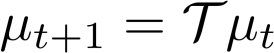 μ_{t+1} = 𝒯μ_t